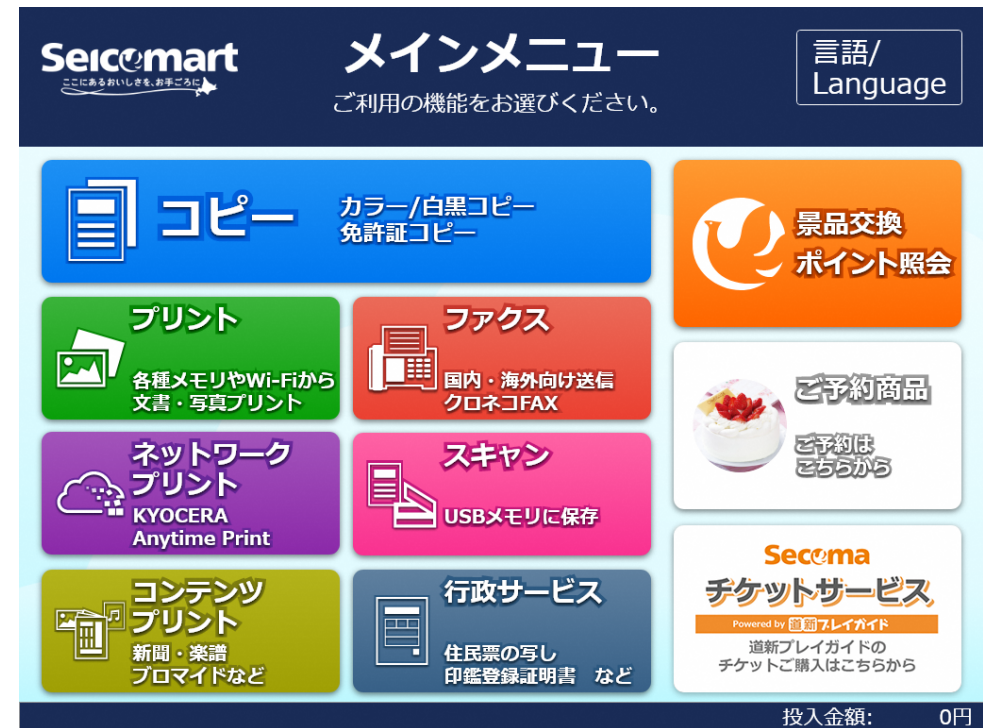 Seicomart
ここにあるおいしさを、お手ごろに
メインメニュー
ご利用の機能をお選びください。
言語/
Language
コピー
カラー/白黒コピー
免許証コピー
景品交換
ポイント照会
プリント
各種メモリやWi-Fiから
文書・写真プリント
ファクス
国内・海外向け送信
クロネコFAX
ご予約商品
ご予約は
こちらから
ネットワーク
プリント
KYOCERA
Anytime Print
スキャン
USBメモリに保存
コンテンツ
プリント
新聞・楽譜
ブロマイドなど
行政サービス
住民票の写し
印鑑登録証明書 など
Secoma
チケットサービス
Powered by 道新プレイガイド
道新プレイガイドの
チケットご購入はこちらから
投入金額: 0円